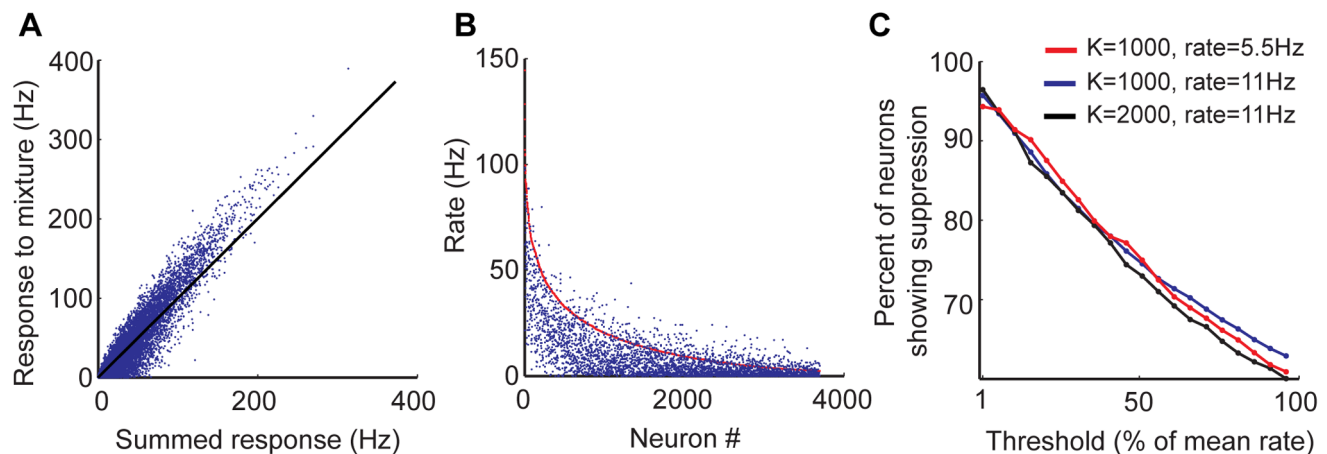 A
Response to mixture (Hz)
400
300
200
100
0
0
200
400
Summed response (Hz)
B
Rate (Hz)
150
100
50
0
0
2000
4000
Neuron #
C
K=1000, rate=5.5Hz
K=1000, rate=11Hz
K=2000, rate=11Hz
Percent of neurons
showing suppression
100
90
80
70
1
50
100
Threshold (% of mean rate)